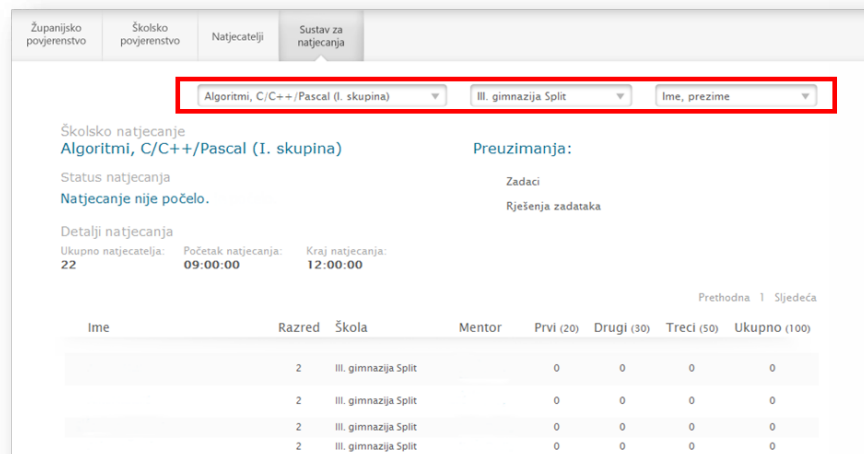 Županijsko povjerenstvo
Školsko povjerenstvo
Natjecatelji
Sustav za natjecanja
Algoritmi, C/C++/Pascal (I. skupina)
III. gimnazija Split
Ime, prezime
Školsko natjecanje
Algoritmi, C/C++/Pascal (I. skupina)
Preuzimanja:
Status natjecanja
Natjecanje nije počelo.
Zadaci
Rješenja zadataka
Detalji natjecanja
Ukupno natjecatelja: Početak natjecanja: Kraj natjecanja:
22 09:00:00 12:00:00
Prethodna 1 Sljedeća
Ime Razred Škola Mentor Prvi (20) Drugi (30) Treci (50) Ukupno (100)
2 III. gimnazija Split 0 0 0 0
2 III. gimnazija Split 0 0 0 0
2 III. gimnazija Split 0 0 0 0
2 III. gimnazija Split 0 0 0 0